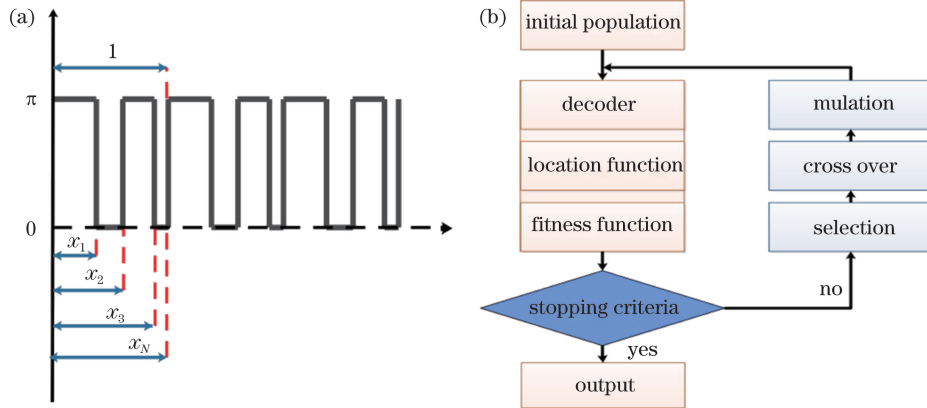 (a)
1
π
0
x1
x2
x3
xN
(b)
initial population
decoder
location function
fitness function
stopping criteria
yes
output
no
selection
cross over
mulation